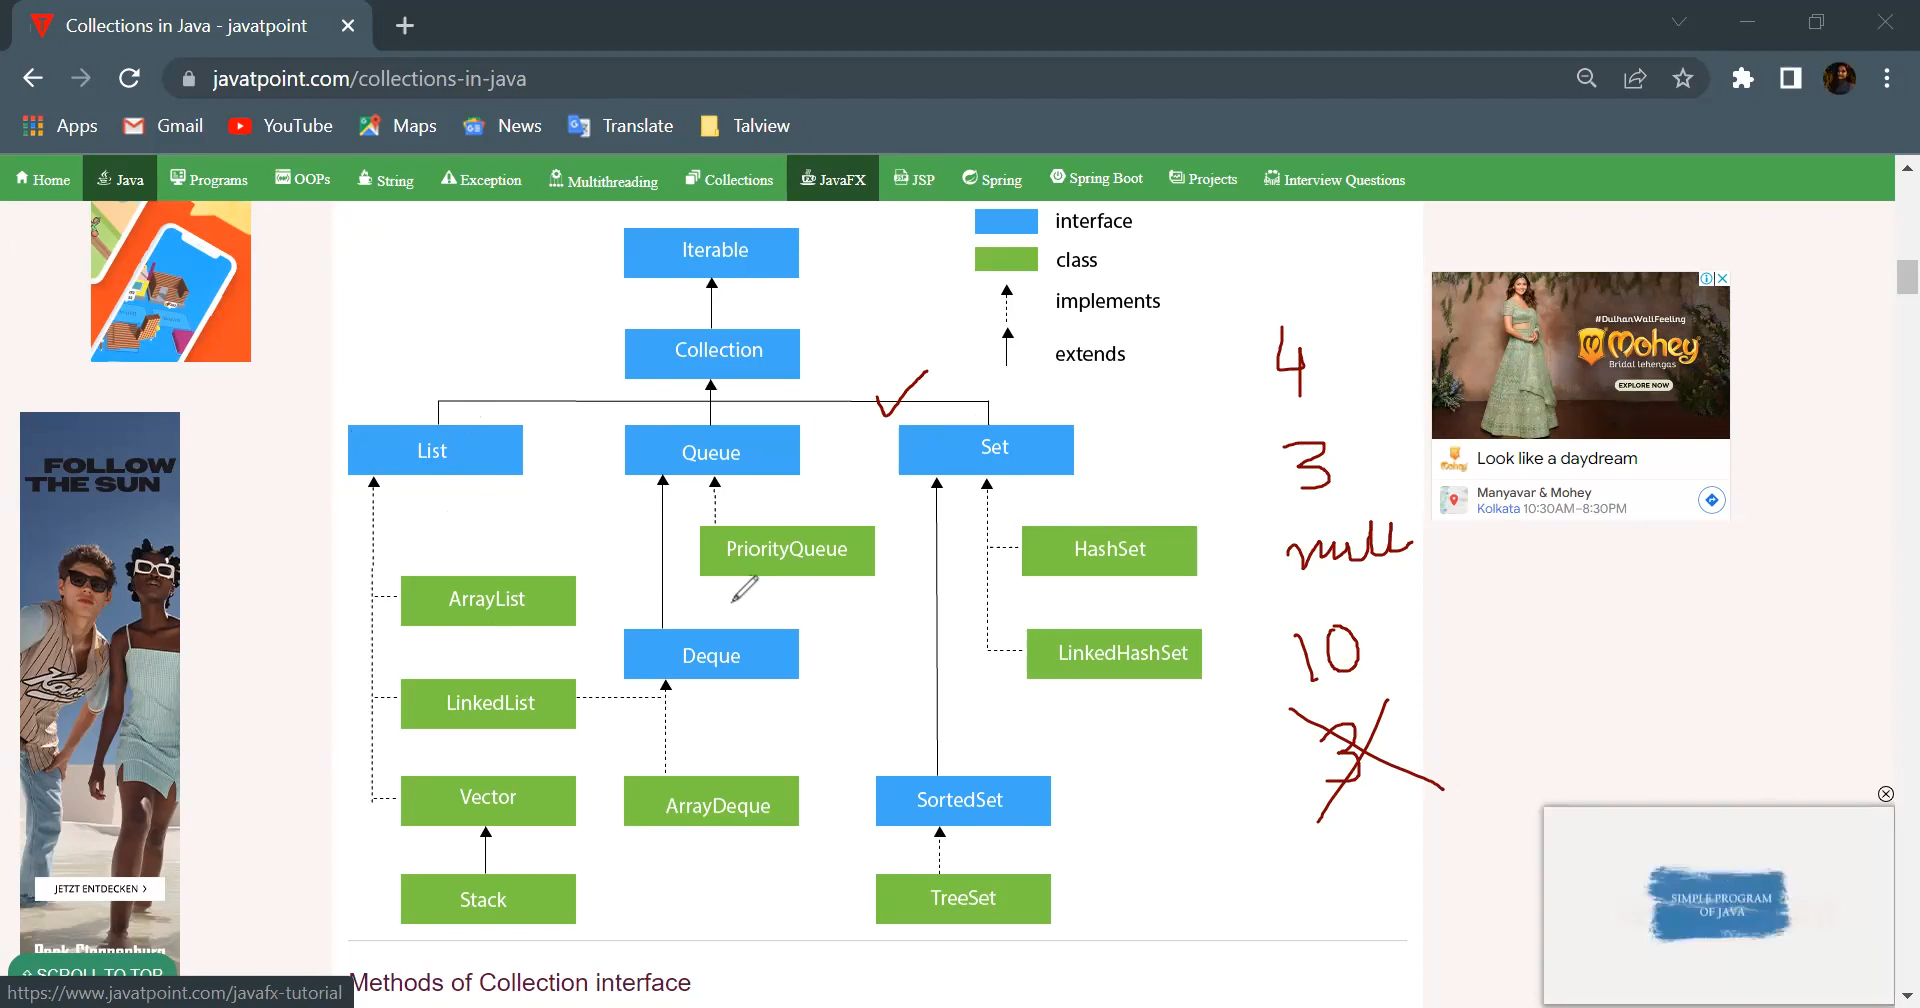 Collections in Java - javatpoint
javatpoint.com/collections-in-java
Apps Gmail YouTube Maps News Translate Talview
Home Java Programs OOPs String Exception Multithreading Collections JavaFX JSP Spring Spring Boot Projects Interview Questions
interface
class
implements
extends
Iterable
Collection
List
Queue
Set
PriorityQueue
HashSet
ArrayList
Deque
LinkedHashSet
LinkedList
Vector
ArrayDeque
SortedSet
Stack
TreeSet
4
3
null
10
3
Methods of Collection interface
FOLLOW
THE SUN
JETZT ENTDECKEN >
SCROLL TO TOP
https://www.javatpoint.com/javafx-tutorial
#DulhanWallFeeling
Mohey
Bridal lehengas
EXPLORE NOW
Look like a daydream
Manyavar & Mohey
Kolkata 10:30AM–8:30PM
SIMPLE PROGRAM
OF JAVA